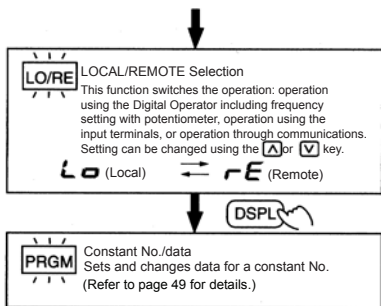 LO/RE
LOCAL/REMOTE Selection
This function switches the operation: operation
using the Digital Operator including frequency
setting with potentiometer, operation using the
input terminals, or operation through communications.
Setting can be changed using the or key.
Lo (Local) rE (Remote)
DSPL
PRGM
Constant No./data
Sets and changes data for a constant No.
(Refer to page 49 for details.)